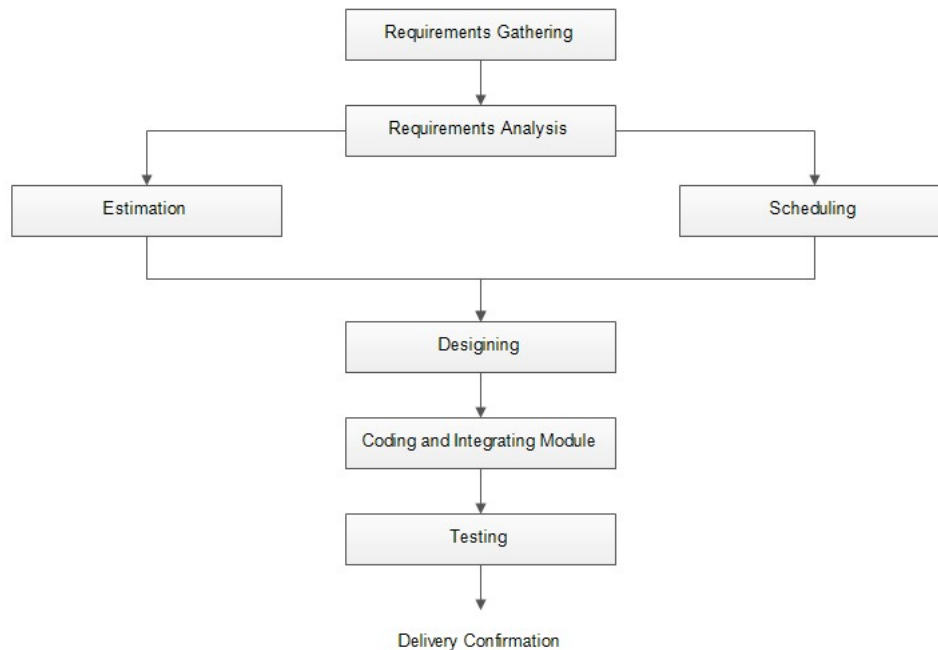 Requirements Gathering
Requirements Analysis
Estimation
Scheduling
Desigining
Coding and Integrating Module
Testing
Delivery Confirmation